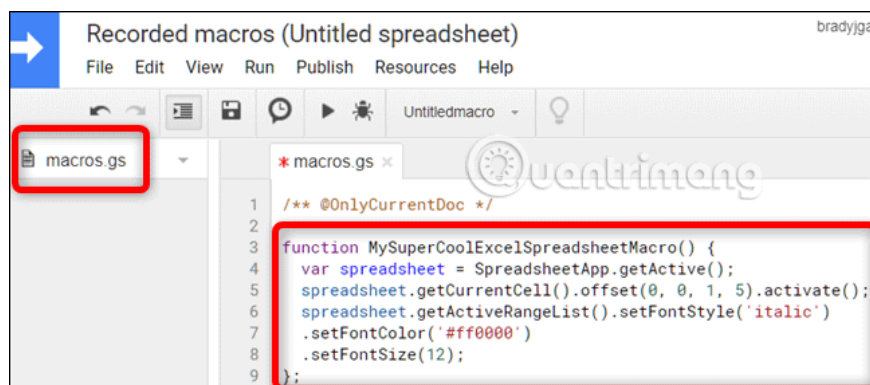 Recorded macros (Untitled spreadsheet)
bradyjga
File Edit View Run Publish Resources Help
Untitledmacro
macros.gs
* macros.gs ×
Quantrimang
1 /** @OnlyCurrentDoc */
2
3 function MySuperCoolExcelSpreadsheetMacro() {
4 var spreadsheet = SpreadsheetApp.getActive();
5 spreadsheet.getCurrentCell().offset(0, 0, 1, 5).activate();
6 spreadsheet.getActiveRangeList().setFontStyle('italic')
7 .setFontColor('#ff0000')
8 .setFontSize(12);
9 };